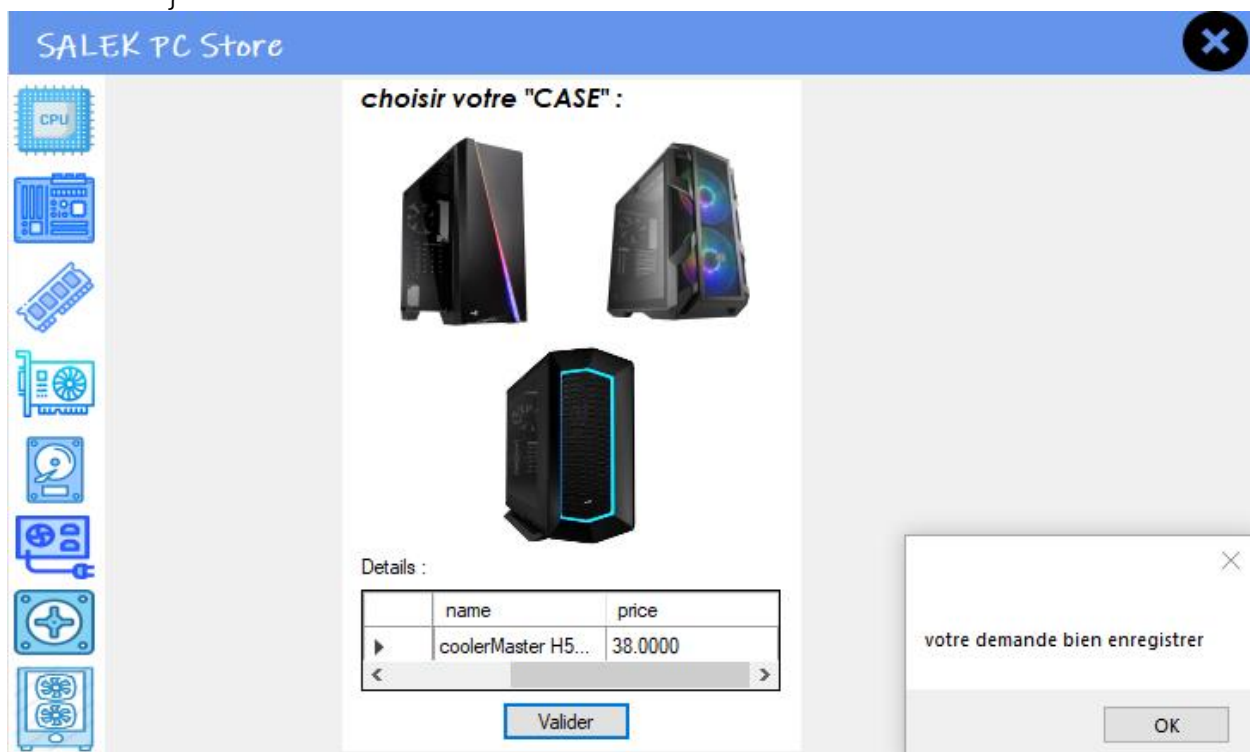 SALEK PC Store
choisir votre "CASE" :
CPU
Details :
name price
coolerMaster H5... 38.0000
Valider
votre demande bien enregistrer
OK